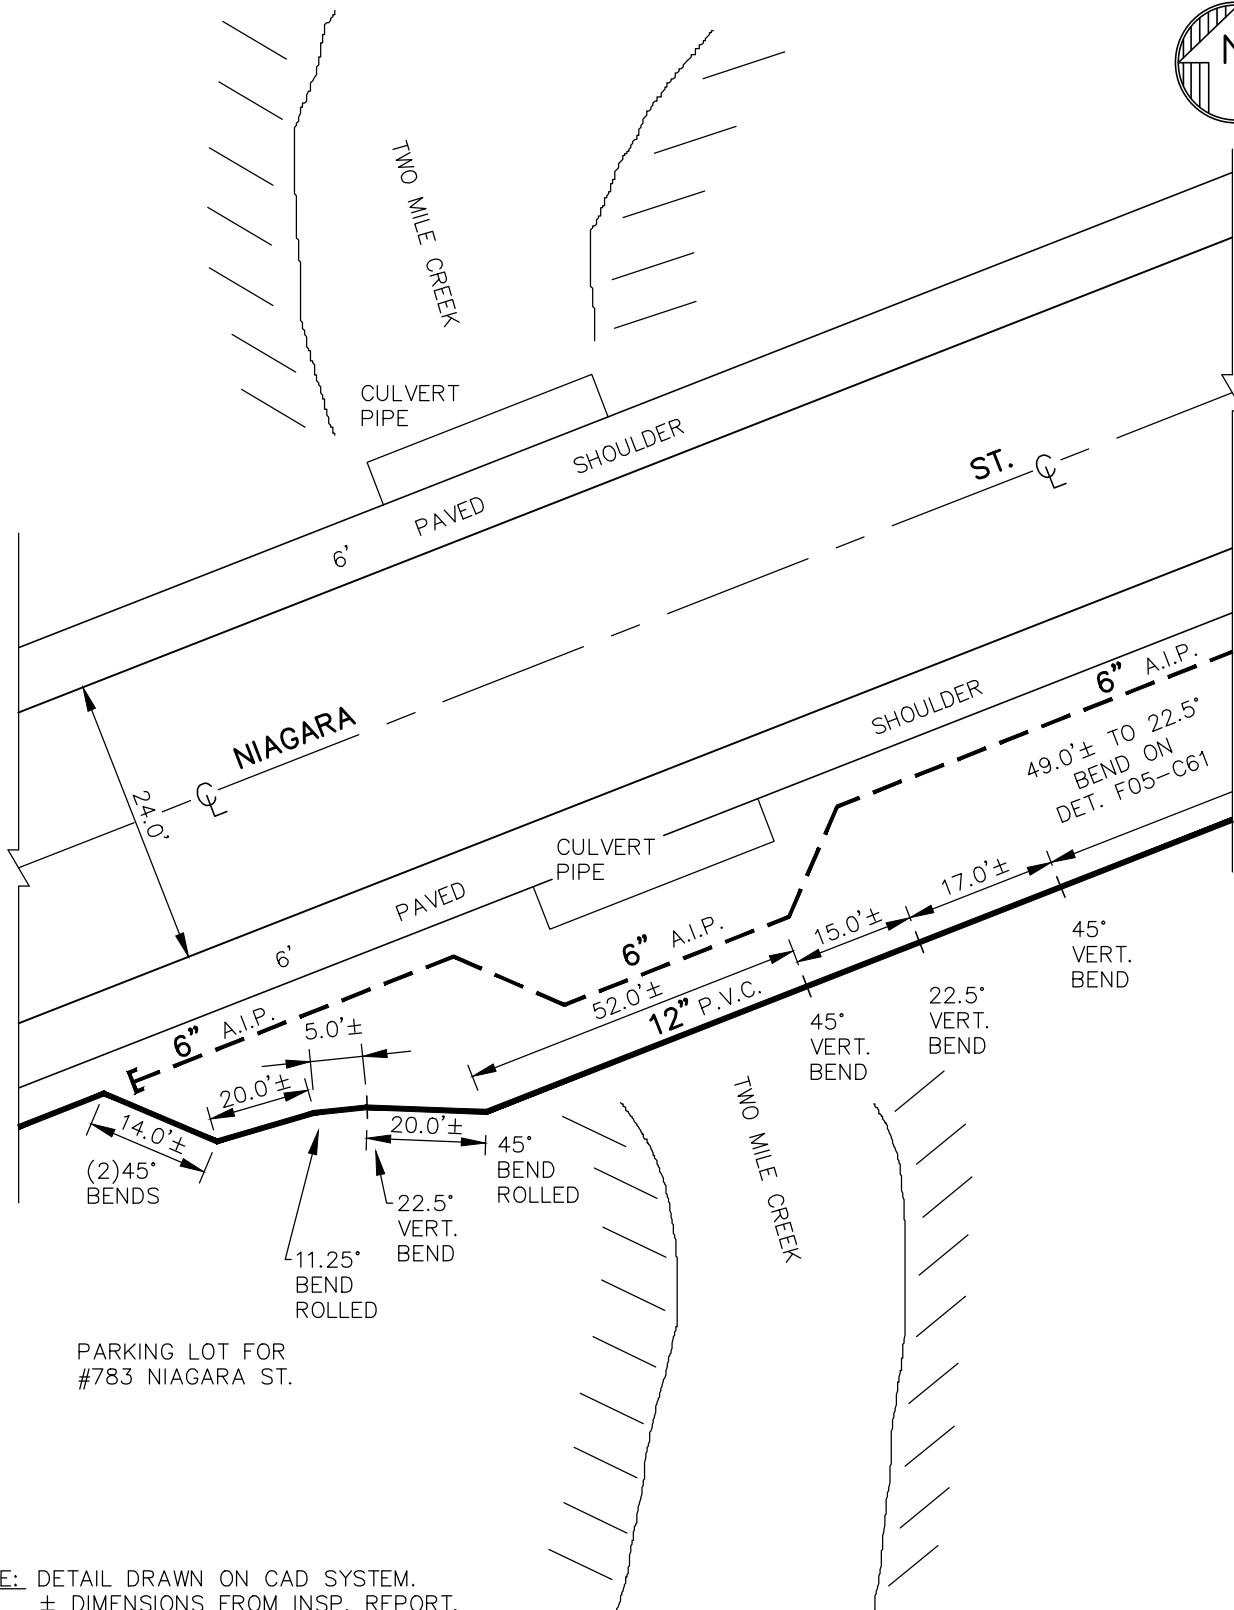 N
TWO MILE CREEK
CULVERT
PIPE
SHOULDER
PAVED
6'
ST.
℄
NIAGARA
℄
24.0'
6" A.I.P.
SHOULDER
49.0'± TO 22.5°
BEND ON
DET. F05-C61
CULVERT
PIPE
PAVED
6'
17.0'±
15.0'±
6" A.I.P.
52.0'±
12" P.V.C.
45°
VERT.
BEND
22.5°
VERT.
BEND
45°
VERT.
BEND
6" A.I.P.
5.0'±
20.0'±
14.0'±
20.0'±
(2)45°
BENDS
45°
BEND
ROLLED
22.5°
VERT.
BEND
11.25°
BEND
ROLLED
TWO MILE CREEK
PARKING LOT FOR
#783 NIAGARA ST.
E: DETAIL DRAWN ON CAD SYSTEM.
± DIMENSIONS FROM INSP. REPORT.